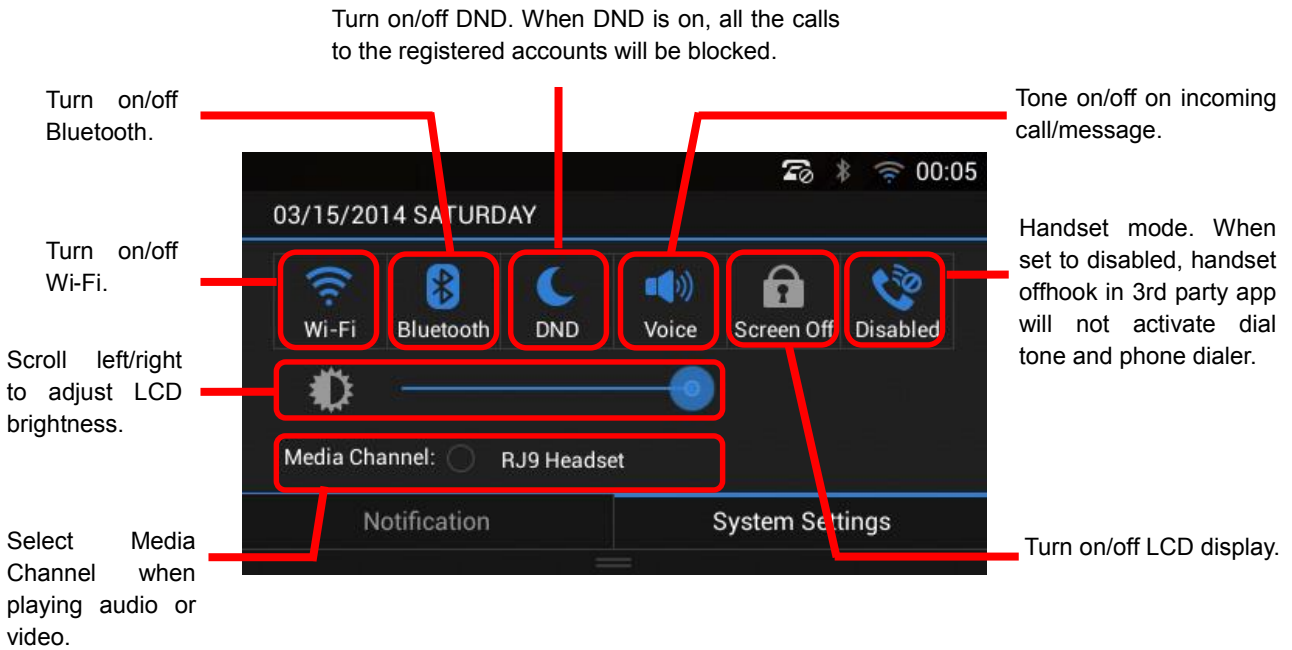 Turn on/off DND. When DND is on, all the calls
to the registered accounts will be blocked.
Turn on/off
Bluetooth.
Tone on/off on incoming
call/message.
00:05
03/15/2014 SATURDAY
Turn on/off
Wi-Fi.
Handset mode. When
set to disabled, handset
offhook in 3rd party app
will not activate dial
tone and phone dialer.
Wi-Fi Bluetooth DND Voice Screen Off Disabled
Scroll left/right
to adjust LCD
brightness.
Media Channel: RJ9 Headset
Notification System Settings
Select Media
Channel when
playing audio or
video.
Turn on/off LCD display.